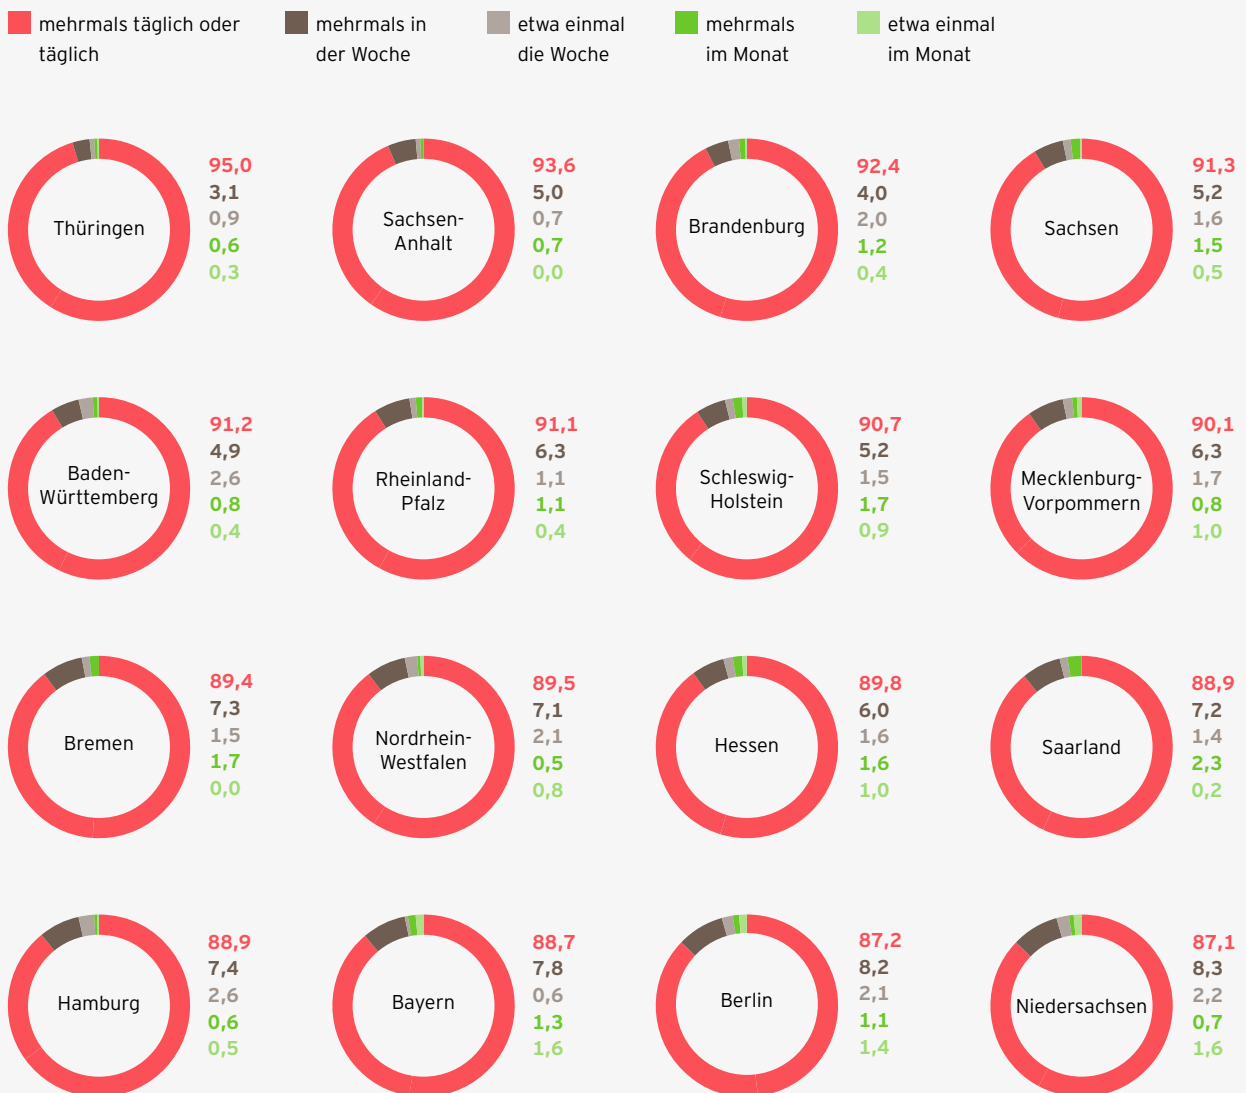 mehrmals täglich oder
täglich
mehrmals in
der Woche
etwa einmal
die Woche
mehrmals
im Monat
etwa einmal
im Monat
Thüringen
95,0
3,1
0,9
0,6
0,3
Sachsen-
Anhalt
93,6
5,0
0,7
0,7
0,0
Brandenburg
92,4
4,0
2,0
1,2
0,4
Sachsen
91,3
5,2
1,6
1,5
0,5
Baden-
Württemberg
91,2
4,9
2,6
0,8
0,4
Rheinland-
Pfalz
91,1
6,3
1,1
1,1
0,4
Schleswig-
Holstein
90,7
5,2
1,5
1,7
0,9
Mecklenburg-
Vorpommern
90,1
6,3
1,7
0,8
1,0
Bremen
89,4
7,3
1,5
1,7
0,0
Nordrhein-
Westfalen
89,5
7,1
2,1
0,5
0,8
Hessen
89,8
6,0
1,6
1,6
1,0
Saarland
88,9
7,2
1,4
2,3
0,2
Hamburg
88,9
7,4
2,6
0,6
0,5
Bayern
88,7
7,8
0,6
1,3
1,6
Berlin
87,2
8,2
2,1
1,1
1,4
Niedersachsen
87,1
8,3
2,2
0,7
1,6